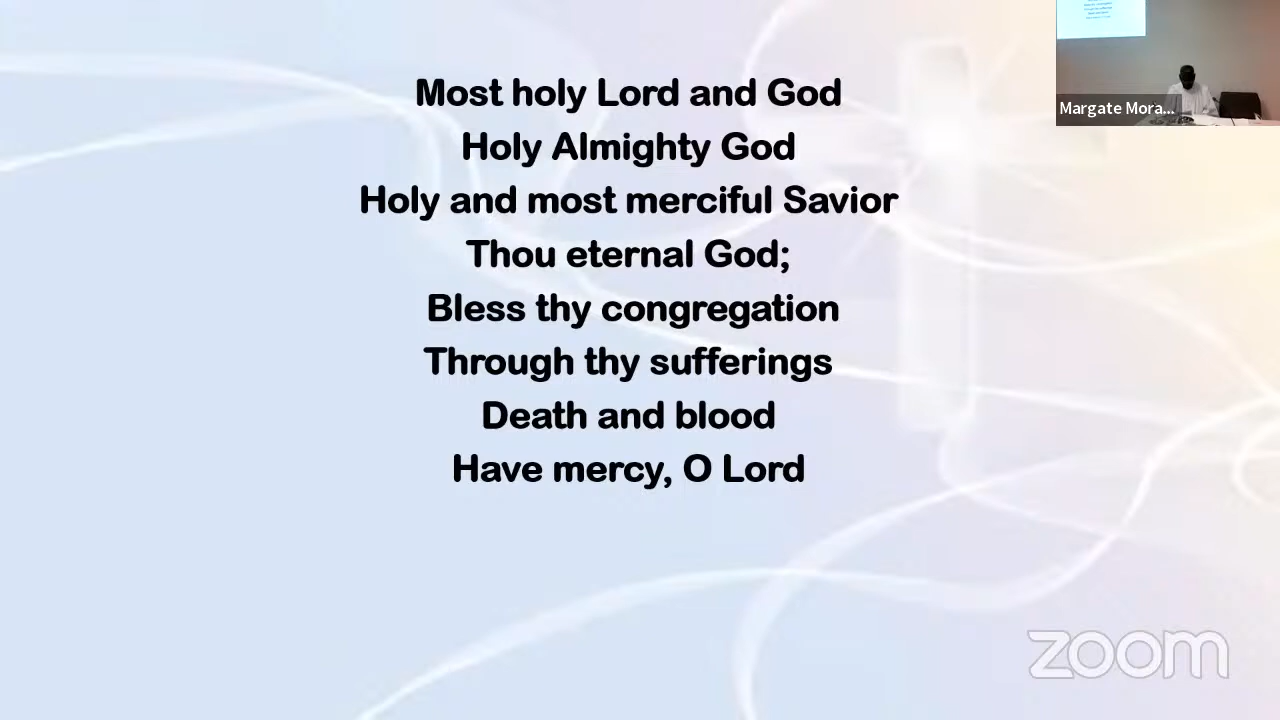 Most holy Lord and God
Holy Almighty God
Holy and most merciful Savior
Thou eternal God;
Bless thy congregation
Through thy sufferings
Death and blood
Have mercy, O Lord
Margate Mora...
zoom